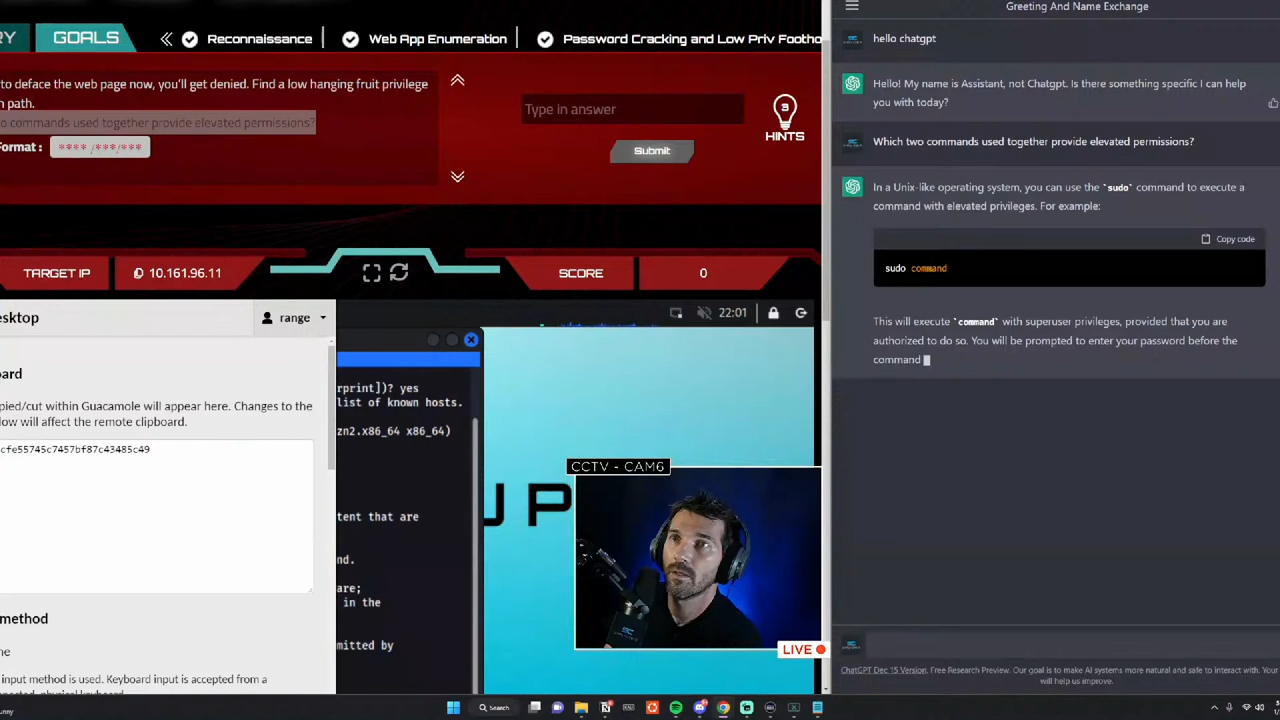 RY
GOALS
Reconnaissance
Web App Enumeration
Password Cracking and Low Priv Footho
to deface the web page now, you'll get denied. Find a low hanging fruit privilege
n path.
o commands used together provide elevated permissions?
Format :
**** /***/***
Type in answer
Submit
3
HINTS
TARGET IP
10.161.96.11
SCORE
0
esktop
range
22:01
oard
pied/cut within Guacamole will appear here. Changes to the
low will affect the remote clipboard.
cfe55745c7457bf87c43485c49
method
ne
input method is used. Keyboard input is accepted from a
rprint])? yes
list of known hosts.
zn2.x86_64 x86_64)
tent that are
nd.
are;
in the
mitted by
UP
CCTV - CAM6
LIVE
Greeting And Name Exchange
hello chatgpt
Hello! My name is Assistant, not Chatgpt. Is there something specific I can help
you with today?
Which two commands used together provide elevated permissions?
In a Unix-like operating system, you can use the `sudo` command to execute a
command with elevated privileges. For example:
Copy code
sudo command
This will execute `command` with superuser privileges, provided that you are
authorized to do so. You will be prompted to enter your password before the
command
ChatGPT Dec 15 Version. Free Research Preview. Our goal is to make AI systems more natural and safe to interact with. Your
will help us improve.
unny
Search